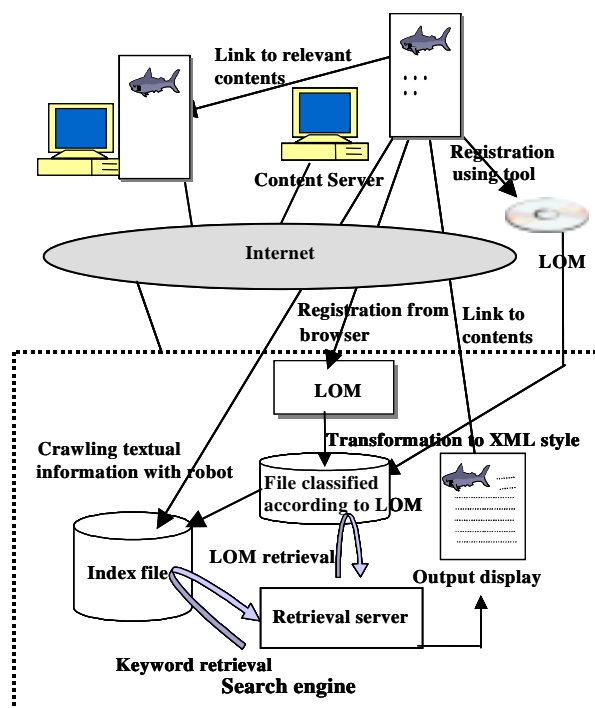 Link to relevant
contents
Registration
using tool
Content Server
Internet
LOM
Registration from
browser
Link to
contents
LOM
Transformation to XML style
Crawling textual
information with robot
File classified
according to LOM
LOM retrieval
Index file
Output display
Retrieval server
Keyword retrieval
Search engine